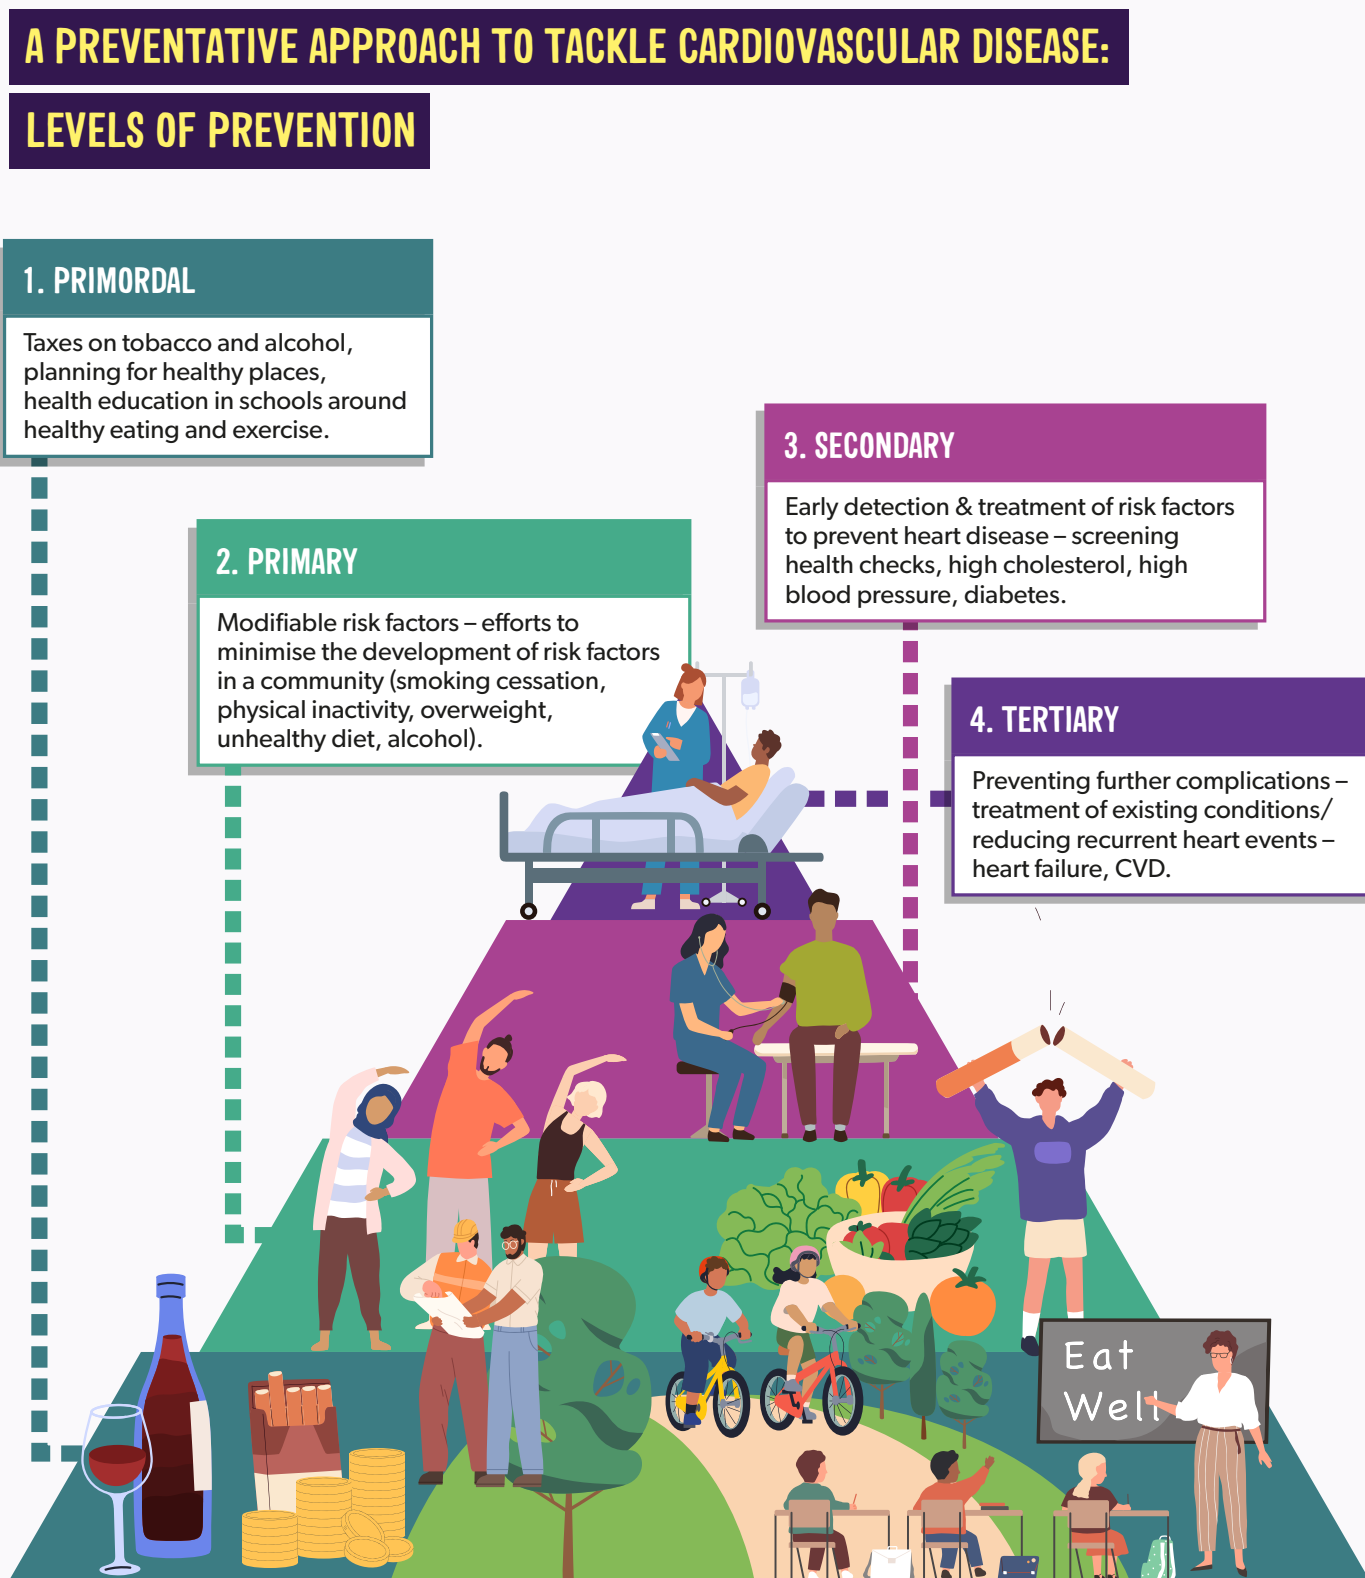 A PREVENTATIVE APPROACH TO TACKLE CARDIOVASCULAR DISEASE:
LEVELS OF PREVENTION
1. PRIMORDAL
Taxes on tobacco and alcohol,
planning for healthy places,
health education in schools around
healthy eating and exercise.
2. PRIMARY
Modifiable risk factors – efforts to
minimise the development of risk factors
in a community (smoking cessation,
physical inactivity, overweight,
unhealthy diet, alcohol).
3. SECONDARY
Early detection & treatment of risk factors
to prevent heart disease – screening
health checks, high cholesterol, high
blood pressure, diabetes.
4. TERTIARY
Preventing further complications –
treatment of existing conditions/
reducing recurrent heart events –
heart failure, CVD.
Eat
Well